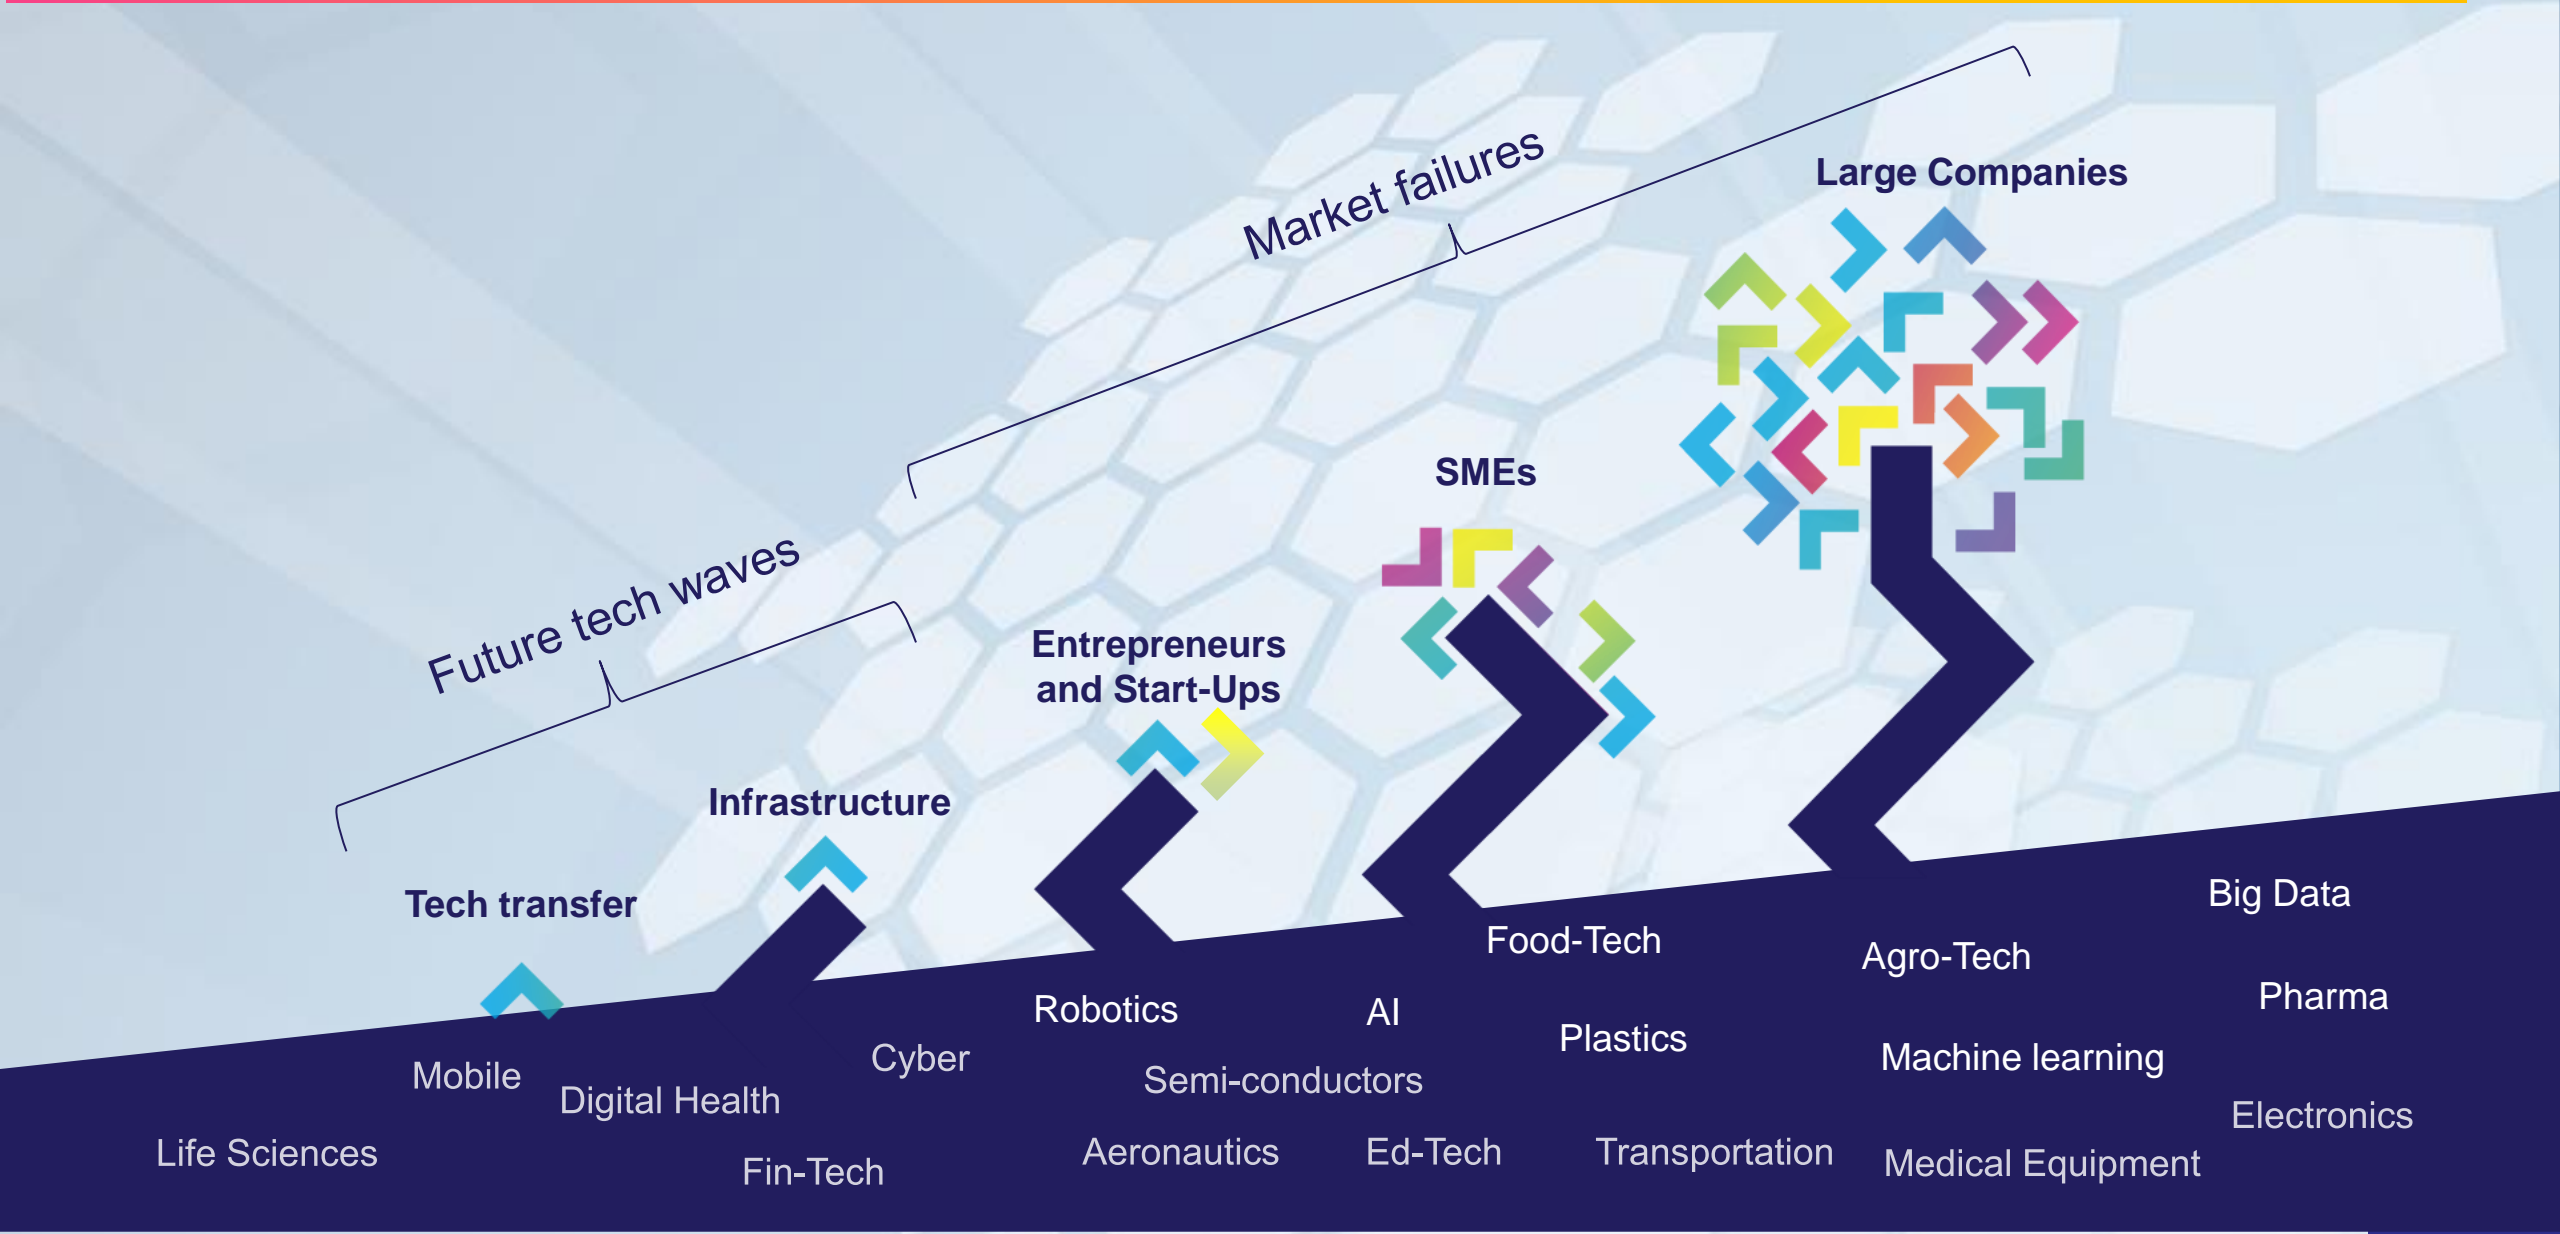 Market failures
Large Companies
SMEs
Future tech waves
Entrepreneurs
and Start-Ups
Infrastructure
Tech transfer
Big Data
Food-Tech
Agro-Tech
Robotics
AI
Pharma
Plastics
Cyber
Machine learning
Mobile
Semi-conductors
Digital Health
Electronics
Life Sciences
Aeronautics
Ed-Tech
Transportation
Medical Equipment
Fin-Tech